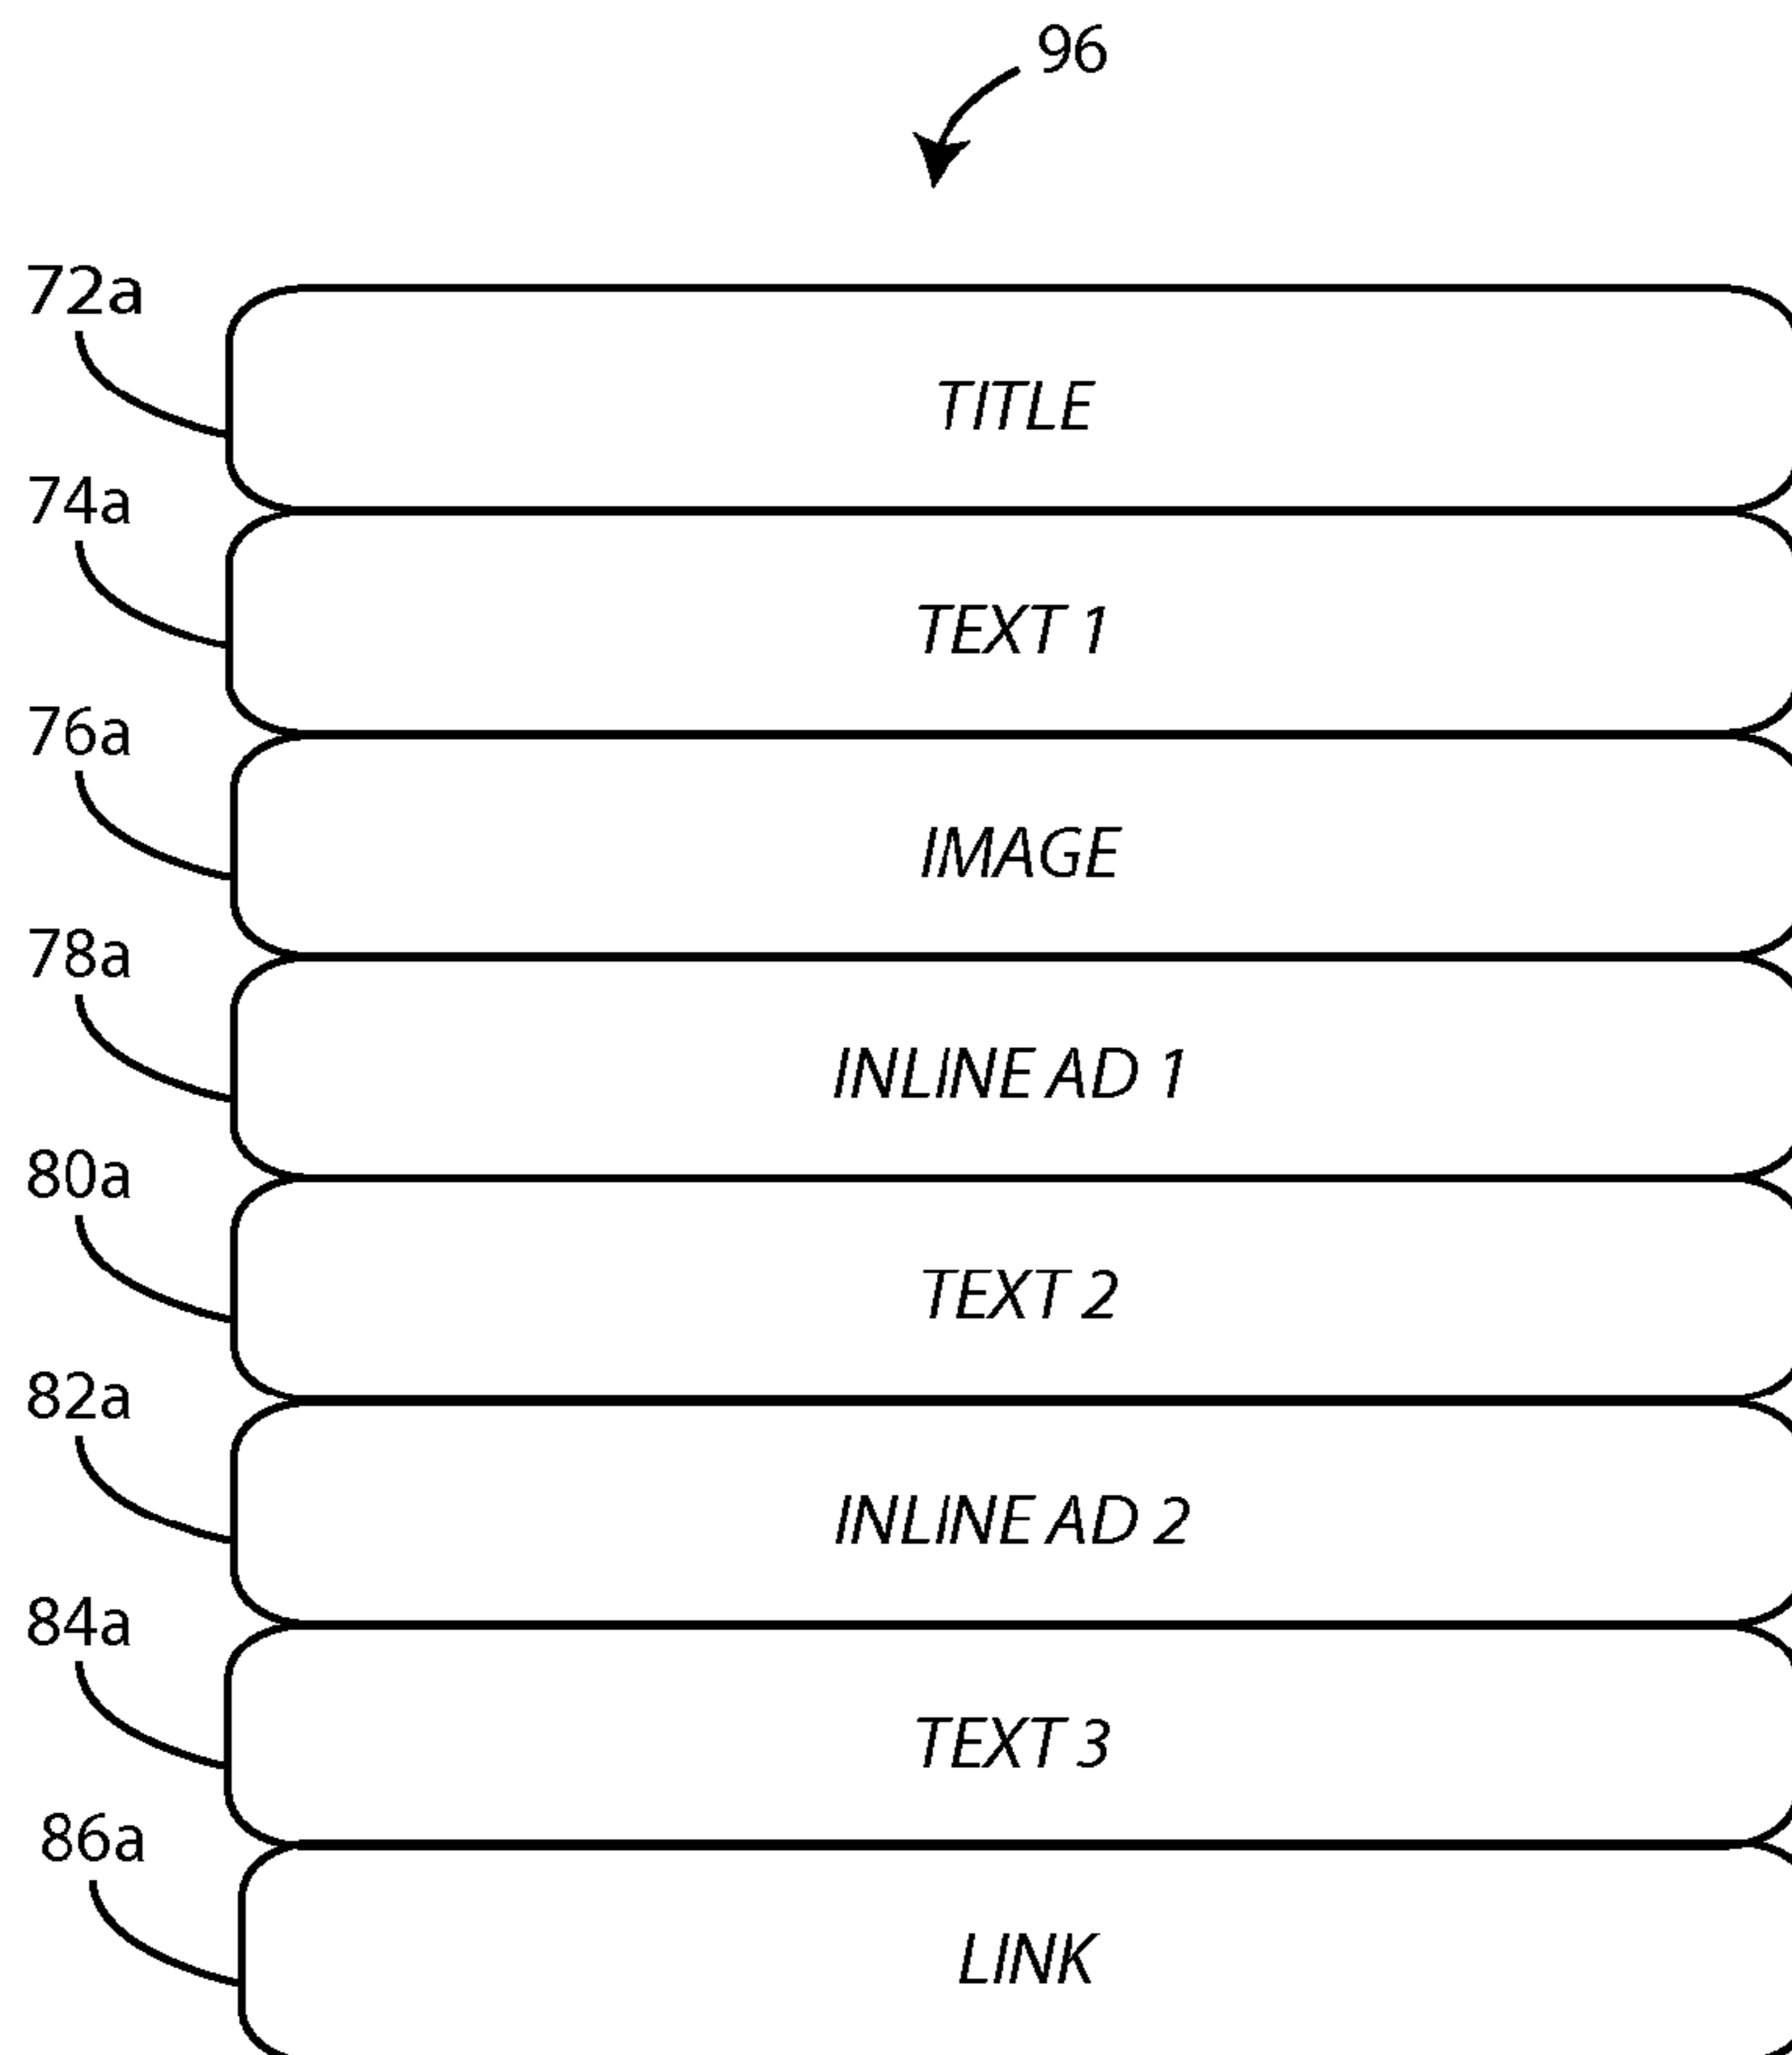 96
72a
TITLE
74a
TEXT 1
76a
IMAGE
78a
INLINE AD 1
80a
TEXT 2
82a
INLINE AD 2
84a
TEXT 3
86a
LINK